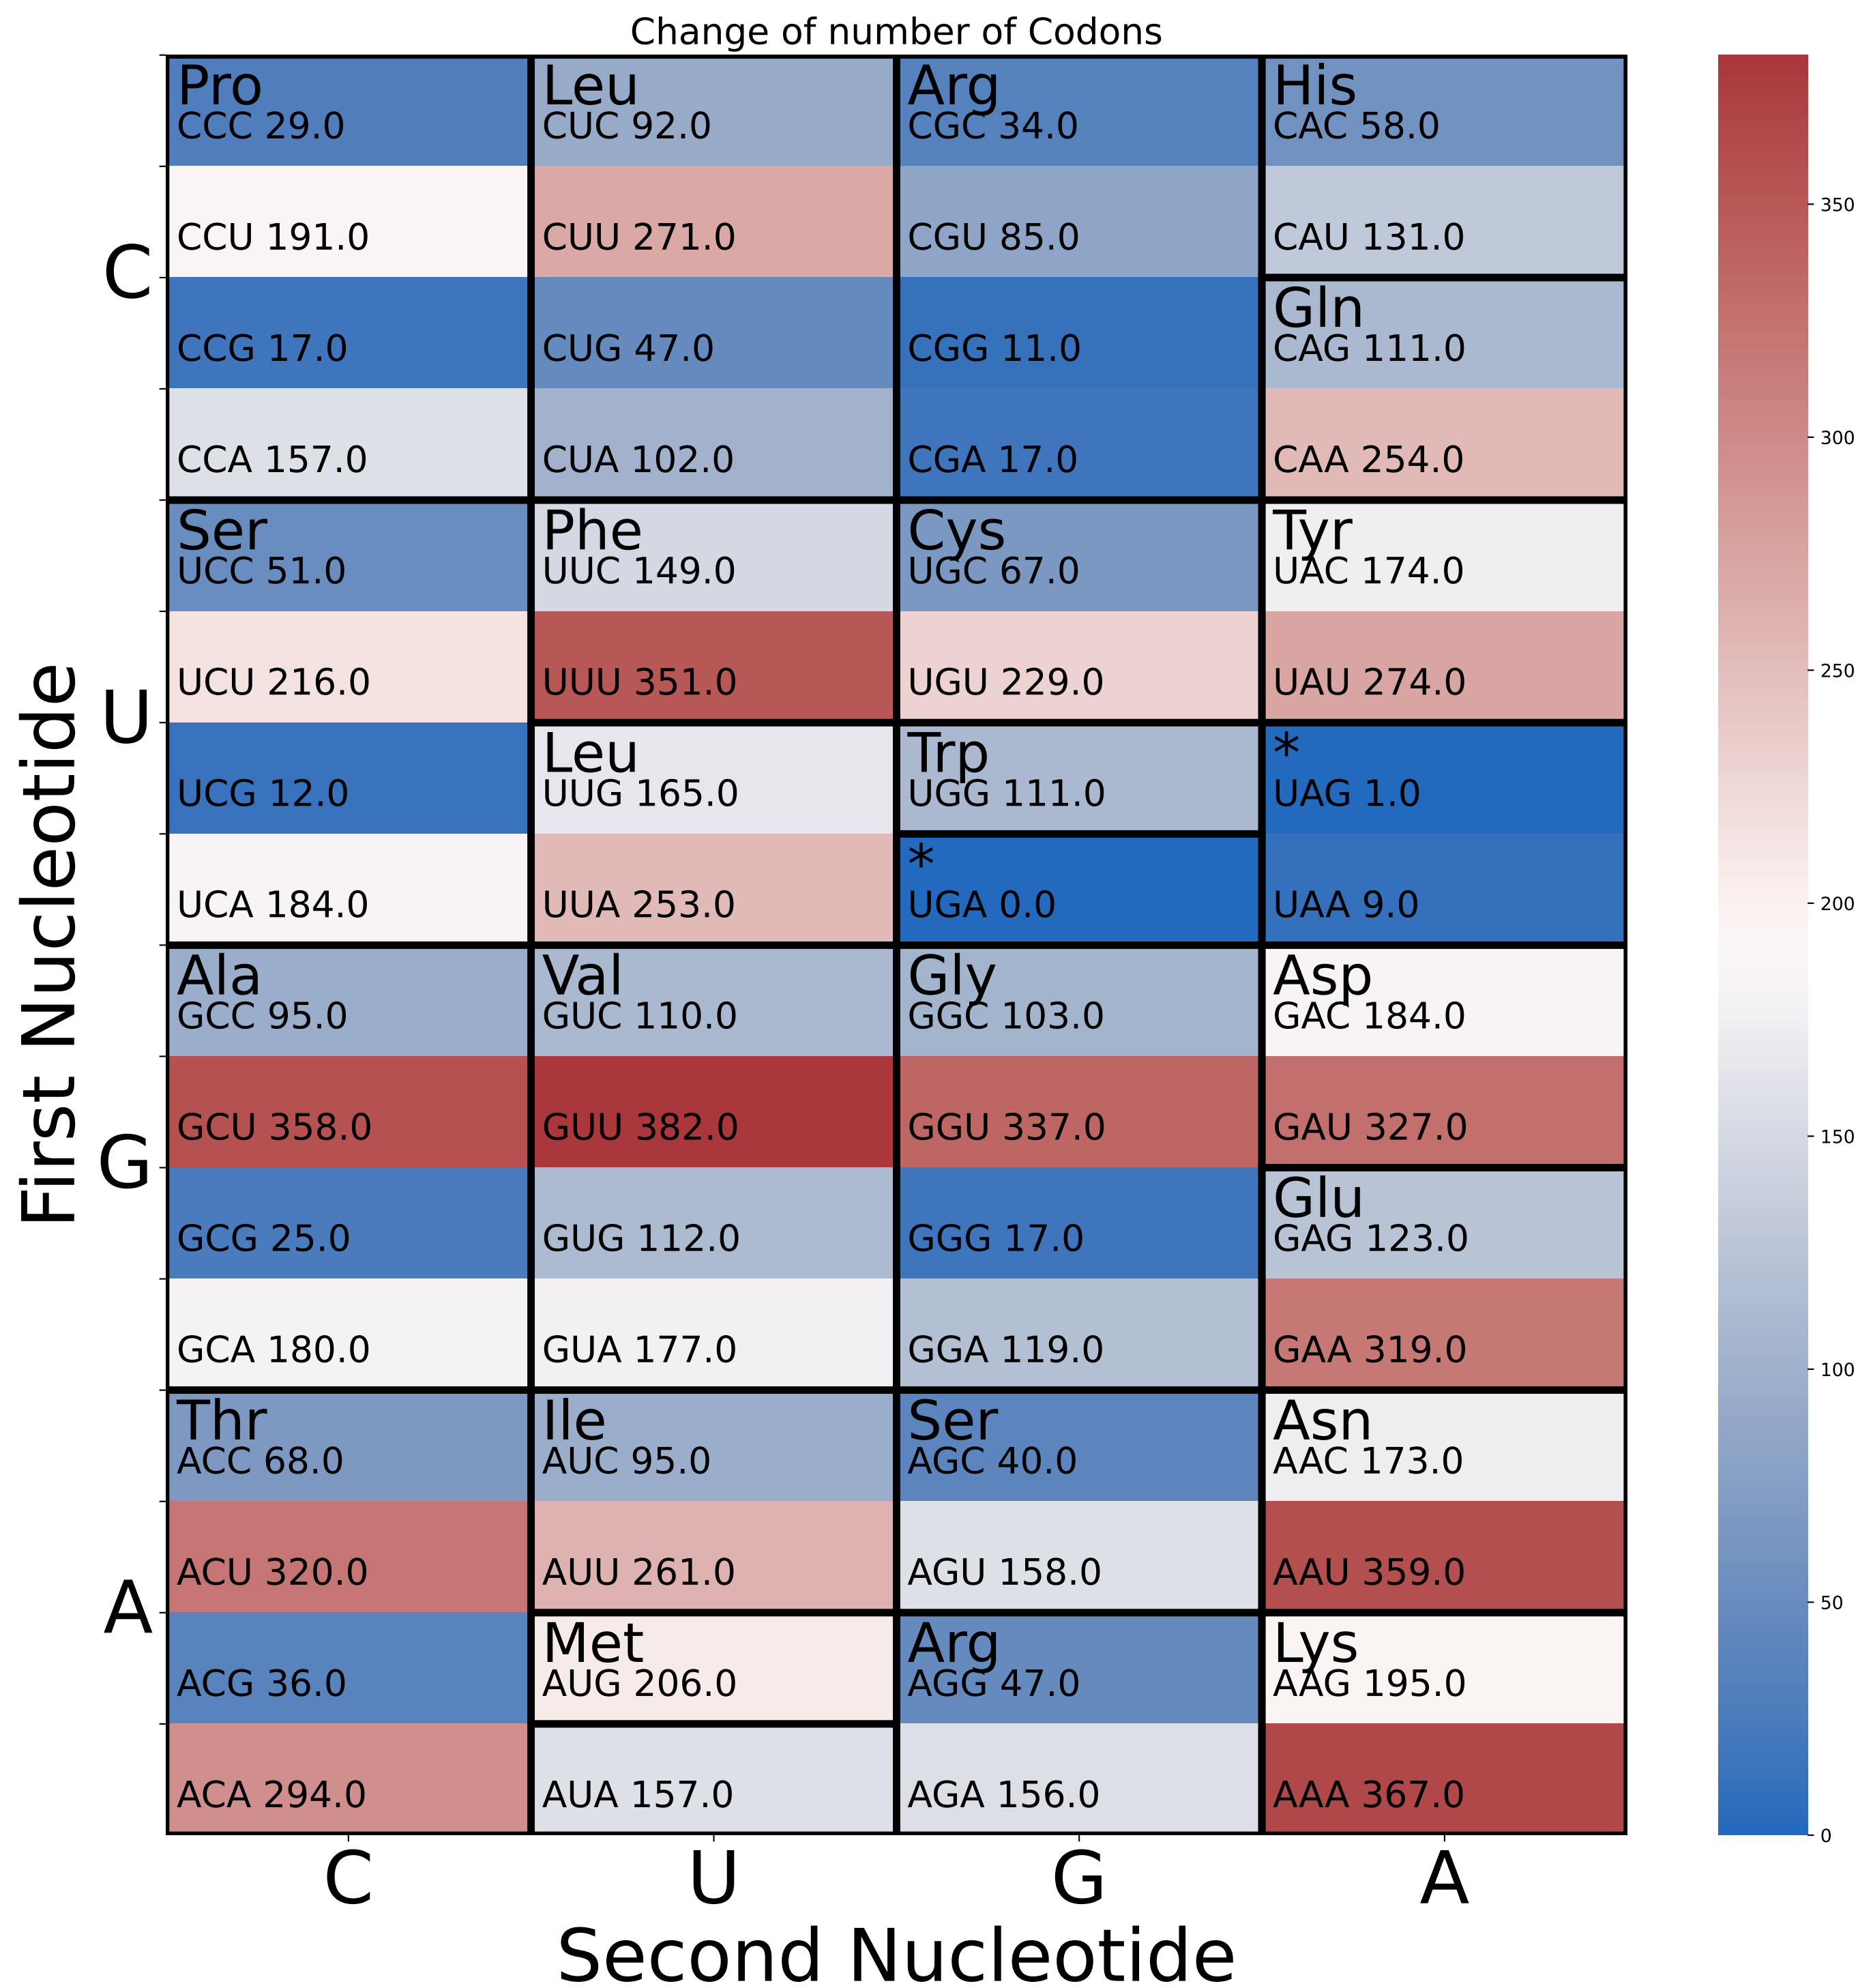 Change of number of Codons
Pro Leu Arg His
CCC 29.0 CUC 92.0 CGC 34.0 CAC 58.0
CCU 191.0 CUU 271.0 CGU 85.0 CAU 131.0
C
Gln
CCG 17.0 CUG 47.0 CGG 11.0 CAG 111.0
CCA 157.0 CUA 102.0 CGA 17.0 CAA 254.0
Ser Phe Cys Tyr
UCC 51.0 UUC 149.0 UGC 67.0 UAC 174.0
UCU 216.0 UUU 351.0 UGU 229.0 UAU 274.0
U
Leu Trp *
UCG 12.0 UUG 165.0 UGG 111.0 UAG 1.0
*
UCA 184.0 UUA 253.0 UGA 0.0 UAA 9.0
Ala Val Gly Asp
GCC 95.0 GUC 110.0 GGC 103.0 GAC 184.0
GCU 358.0 GUU 382.0 GGU 337.0 GAU 327.0
G
Glu
GCG 25.0 GUG 112.0 GGG 17.0 GAG 123.0
GCA 180.0 GUA 177.0 GGA 119.0 GAA 319.0
Thr Ile Ser Asn
ACC 68.0 AUC 95.0 AGC 40.0 AAC 173.0
ACU 320.0 AUU 261.0 AGU 158.0 AAU 359.0
A
Met Arg Lys
ACG 36.0 AUG 206.0 AGG 47.0 AAG 195.0
ACA 294.0 AUA 157.0 AGA 156.0 AAA 367.0
First Nucleotide
C U G A
Second Nucleotide
350
300
250
200
150
100
50
0